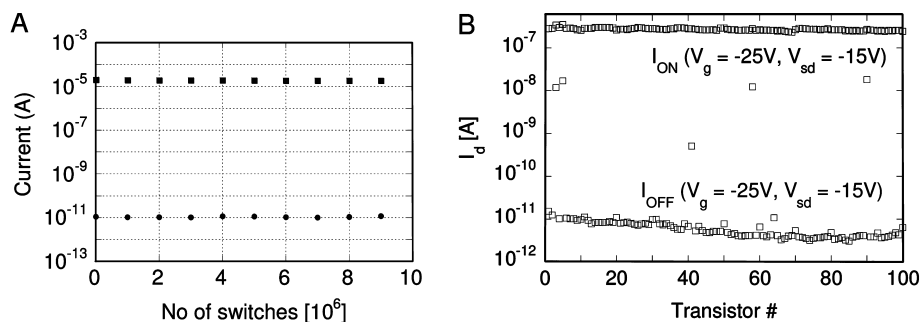 A
Current (A)
10⁻³
10⁻⁵
10⁻⁷
10⁻⁹
10⁻¹¹
10⁻¹³
0 2 4 6 8 10
No of switches [10⁶]
B
I_d [A]
10⁻⁷
10⁻⁸
10⁻⁹
10⁻¹⁰
10⁻¹¹
10⁻¹²
I_ON (V_g = -25V, V_sd = -15V)
I_OFF (V_g = -25V, V_sd = -15V)
0 20 40 60 80 100
Transistor #